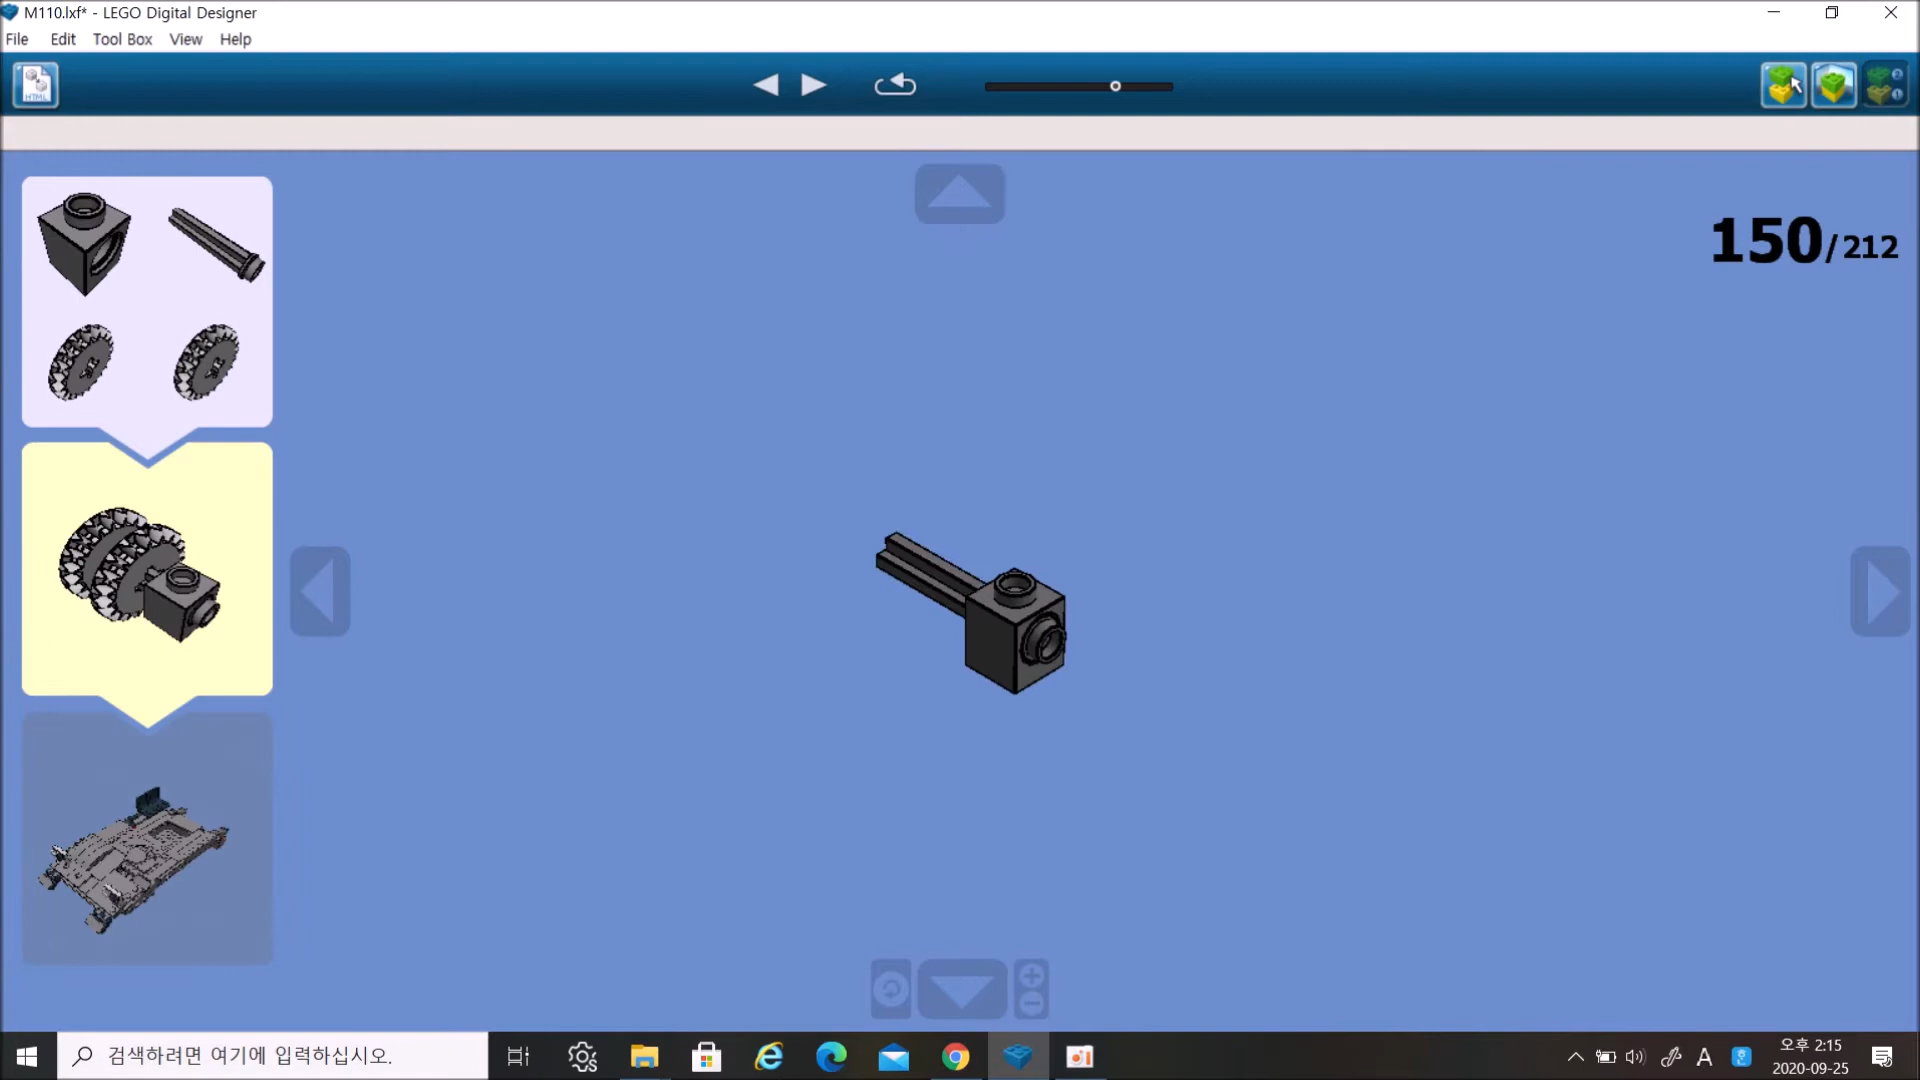 M110.lxf* - LEGO Digital Designer
File Edit Tool Box View Help
HTML
150/212
검색하려면 여기에 입력하십시오.
A
오후 2:15
2020-09-25